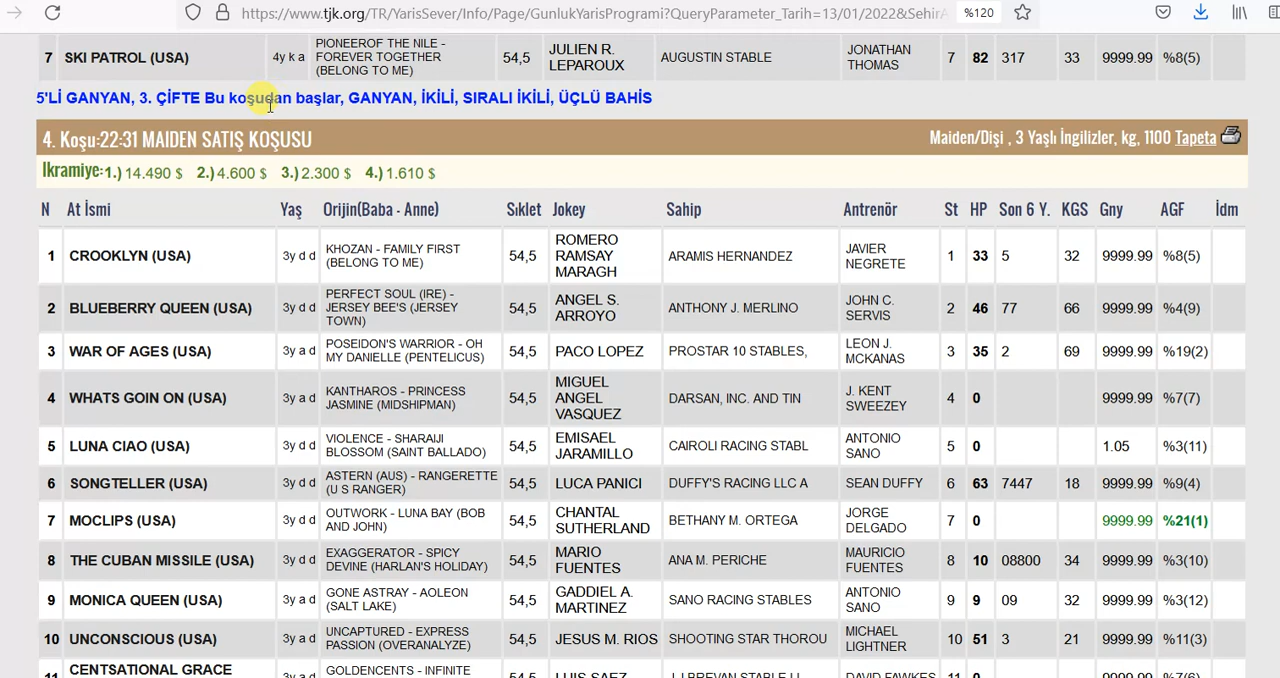 https://www.tjk.org/TR/YarisSever/Info/Page/GunlukYarisProgrami?QueryParameter_Tarih=13/01/2022&SehirA %120
7 SKI PATROL (USA) 4y k a PIONEEROF THE NILE - FOREVER TOGETHER (BELONG TO ME) 54,5 JULIEN R. LEPAROUX AUGUSTIN STABLE JONATHAN THOMAS 7 82 317 33 9999.99 %8(5)
5'Lİ GANYAN, 3. ÇİFTE Bu koşudan başlar, GANYAN, İKİLİ, SIRALI İKİLİ, ÜÇLÜ BAHİS
4. Koşu:22:31 MAIDEN SATIŞ KOŞUSU Maiden/Dişi , 3 Yaşlı İngilizler, kg, 1100 Tapeta
İkramiye:1.) 14.490 $ 2.) 4.600 $ 3.) 2.300 $ 4.) 1.610 $
N At İsmi Yaş Orijin(Baba - Anne) Sıklet Jokey Sahip Antrenör St HP Son 6 Y. KGS Gny AGF İdm
1 CROOKLYN (USA) 3y d d KHOZAN - FAMILY FIRST (BELONG TO ME) 54,5 ROMERO RAMSAY MARAGH ARAMIS HERNANDEZ JAVIER NEGRETE 1 33 5 32 9999.99 %8(5)
2 BLUEBERRY QUEEN (USA) 3y d d PERFECT SOUL (IRE) - JERSEY BEE'S (JERSEY TOWN) 54,5 ANGEL S. ARROYO ANTHONY J. MERLINO JOHN C. SERVIS 2 46 77 66 9999.99 %4(9)
3 WAR OF AGES (USA) 3y a d POSEIDON'S WARRIOR - OH MY DANIELLE (PENTELICUS) 54,5 PACO LOPEZ PROSTAR 10 STABLES, LEON J. MCKANAS 3 35 2 69 9999.99 %19(2)
4 WHATS GOIN ON (USA) 3y a d KANTHAROS - PRINCESS JASMINE (MIDSHIPMAN) 54,5 MIGUEL ANGEL VASQUEZ DARSAN, INC. AND TIN J. KENT SWEEZEY 4 0 9999.99 %7(7)
5 LUNA CIAO (USA) 3y d d VIOLENCE - SHARAIJI BLOSSOM (SAINT BALLADO) 54,5 EMISAEL JARAMILLO CAIROLI RACING STABL ANTONIO SANO 5 0 1.05 %3(11)
6 SONGTELLER (USA) 3y d d ASTERN (AUS) - RANGERETTE (U S RANGER) 54,5 LUCA PANICI DUFFY'S RACING LLC A SEAN DUFFY 6 63 7447 18 9999.99 %9(4)
7 MOCLIPS (USA) 3y d d OUTWORK - LUNA BAY (BOB AND JOHN) 54,5 CHANTAL SUTHERLAND BETHANY M. ORTEGA JORGE DELGADO 7 0 9999.99 %21(1)
8 THE CUBAN MISSILE (USA) 3y d d EXAGGERATOR - SPICY DEVINE (HARLAN'S HOLIDAY) 54,5 MARIO FUENTES ANA M. PERICHE MAURICIO FUENTES 8 10 08800 34 9999.99 %3(10)
9 MONICA QUEEN (USA) 3y a d GONE ASTRAY - AOLEON (SALT LAKE) 54,5 GADDIEL A. MARTINEZ SANO RACING STABLES ANTONIO SANO 9 9 09 32 9999.99 %3(12)
10 UNCONSCIOUS (USA) 3y a d UNCAPTURED - EXPRESS PASSION (OVERANALYZE) 54,5 JESUS M. RIOS SHOOTING STAR THOROU MICHAEL LIGHTNER 10 51 3 21 9999.99 %11(3)
11 CENTSATIONAL GRACE 3y a d GOLDENCENTS - INFINITE 54,5 LUIS SAEZ DAVID FAWKES 11 0 9999.99 %7(6)